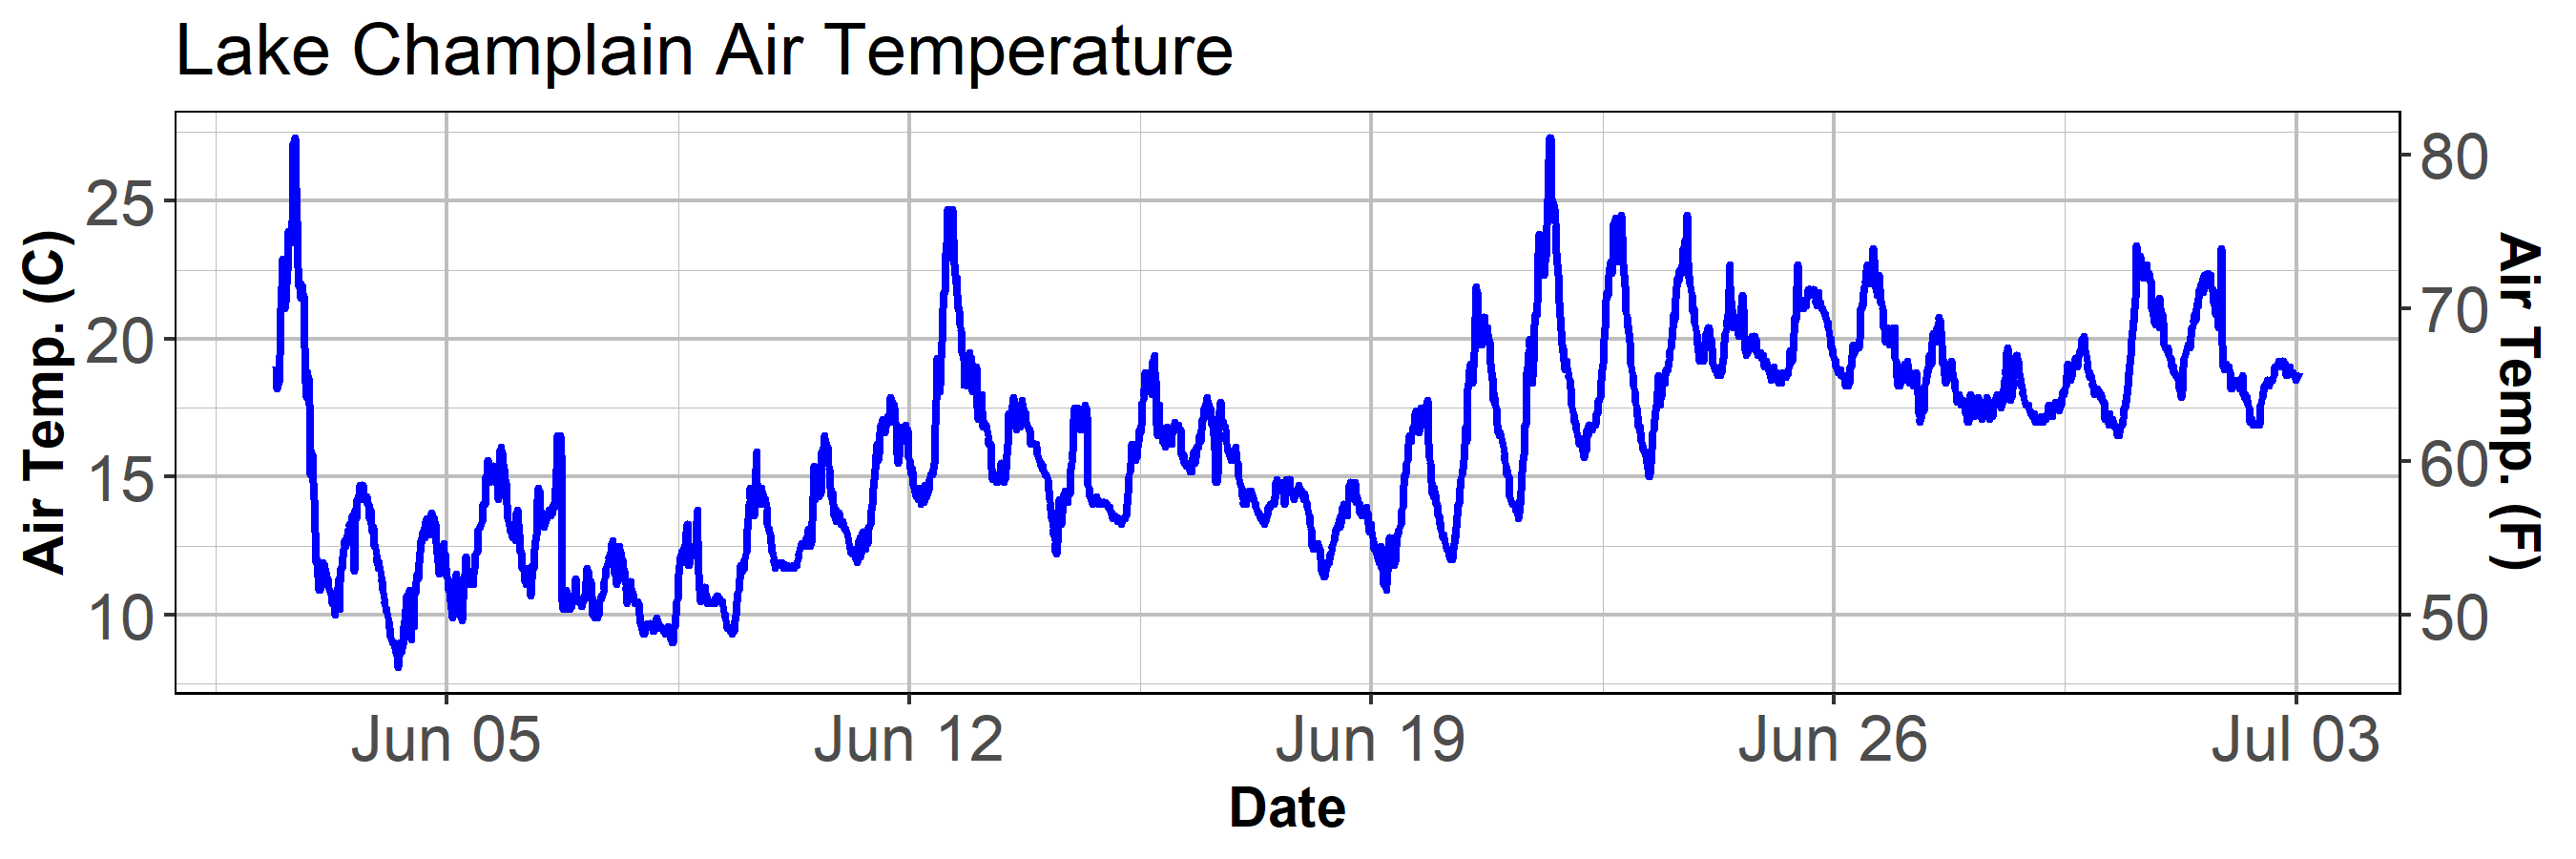 Lake Champlain Air Temperature
Air Temp. (C)
25
20
15
10
80
70
60
50
Air Temp. (F)
Jun 05 Jun 12 Jun 19 Jun 26 Jul 03
Date